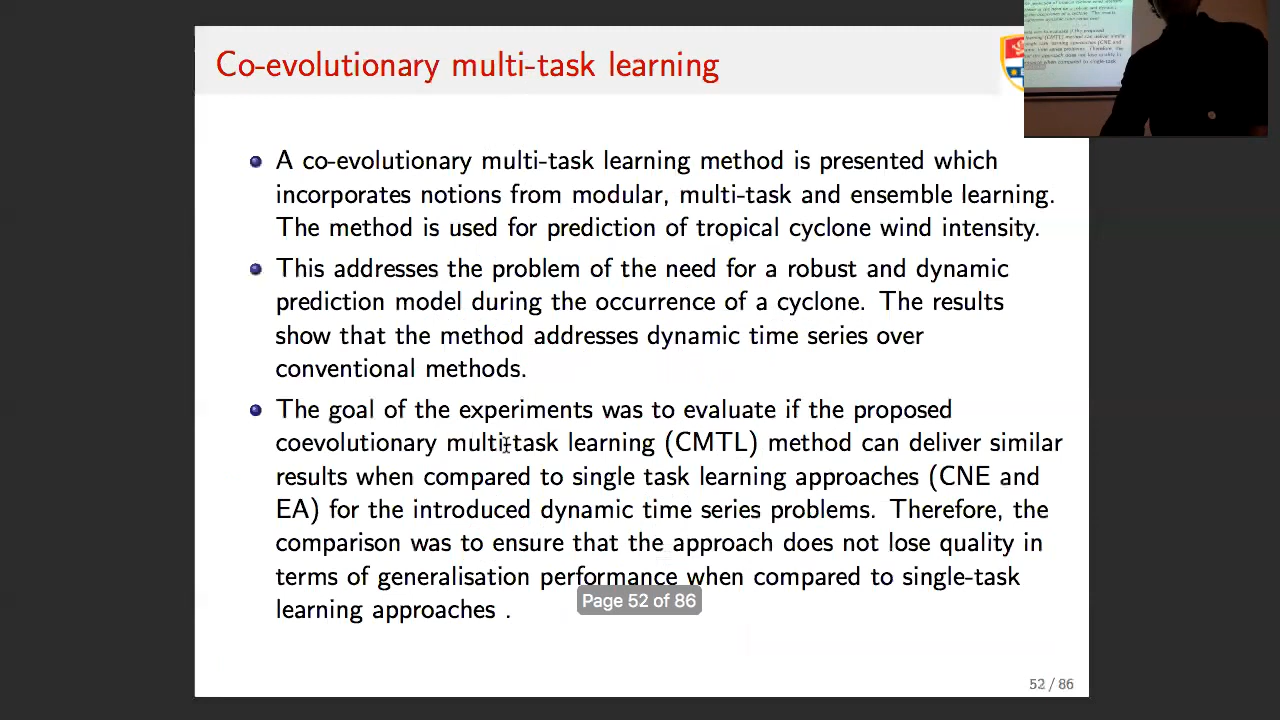 Co-evolutionary multi-task learning
A co-evolutionary multi-task learning method is presented which
incorporates notions from modular, multi-task and ensemble learning.
The method is used for prediction of tropical cyclone wind intensity.
This addresses the problem of the need for a robust and dynamic
prediction model during the occurrence of a cyclone. The results
show that the method addresses dynamic time series over
conventional methods.
The goal of the experiments was to evaluate if the proposed
coevolutionary multi-task learning (CMTL) method can deliver similar
results when compared to single task learning approaches (CNE and
EA) for the introduced dynamic time series problems. Therefore, the
comparison was to ensure that the approach does not lose quality in
terms of generalisation performance when compared to single-task
learning approaches .
Page 52 of 86
52 / 86